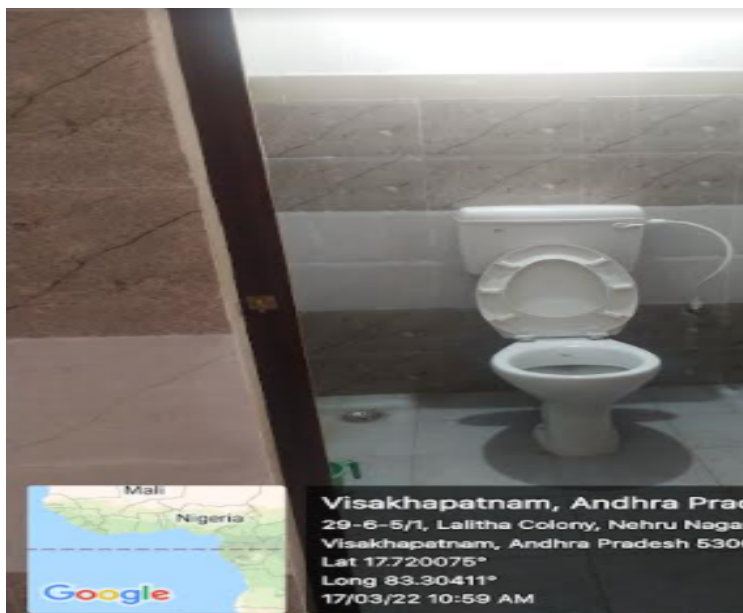 Mali
Nigeria
Google
Visakhapatnam, Andhra
29-6-5/1, Lalitha Colony, Nehru
Visakhapatnam, Andhra Pradesh
Lat 17.720075°
Long 83.30411°
17/03/22 10:59 AM